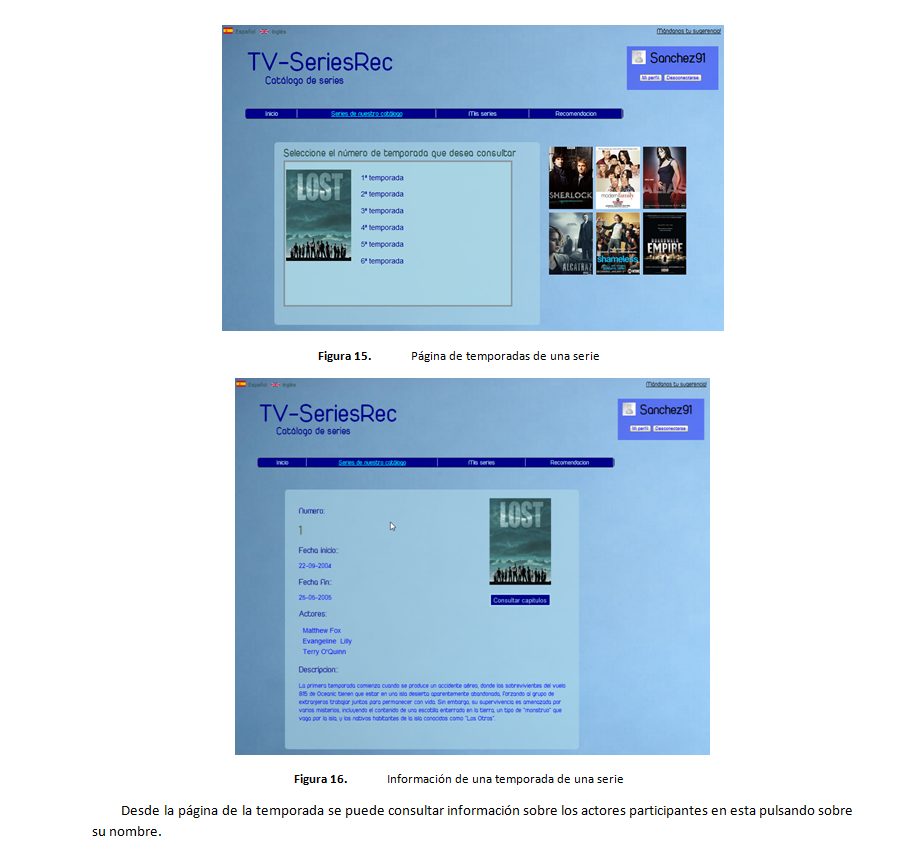 Español Inglés
Mándanos tu sugerencia!
TV-SeriesRec
Catálogo de series
Sanchez91
Mi perfil Desconectarse
Inicio Series de nuestro catálogo Mis series Recomendacion
Seleccione el número de temporada que desea consultar
LOST
1ª temporada
2ª temporada
3ª temporada
4ª temporada
5ª temporada
6ª temporada
SHERLOCK modern family ALIAS
ALCATRAZ shameless BOARDWALK EMPIRE
Figura 15. Página de temporadas de una serie
Español Inglés
Mándanos tu sugerencia!
TV-SeriesRec
Catálogo de series
Sanchez91
Mi perfil Desconectarse
Inicio Series de nuestro catálogo Mis series Recomendacion
Numero:
1
Fecha inicio:
22-09-2004
Fecha fin:
25-05-2005
Actores:
Matthew Fox
Evangeline Lilly
Terry O'Quinn
LOST
Consultar capitulos
Descripcion:
La primera temporada comienza cuando se produce un accidente aéreo, donde los sobrevivientes del vuelo
815 de Oceanic tienen que estar en una isla desierta aparentemente abandonada, forzando al grupo de
extranjeros trabajar juntos para permanecer con vida. Sin embargo, su supervivencia es amenazada por
varios misterios, incluyendo el contenido de una escotilla enterrada en la tierra, un tipo de "monstruo" que
vaga por la isla, y los nativos habitantes de la isla conocidos como "Los Otros".
Figura 16. Información de una temporada de una serie
Desde la página de la temporada se puede consultar información sobre los actores participantes en esta pulsando sobre
su nombre.